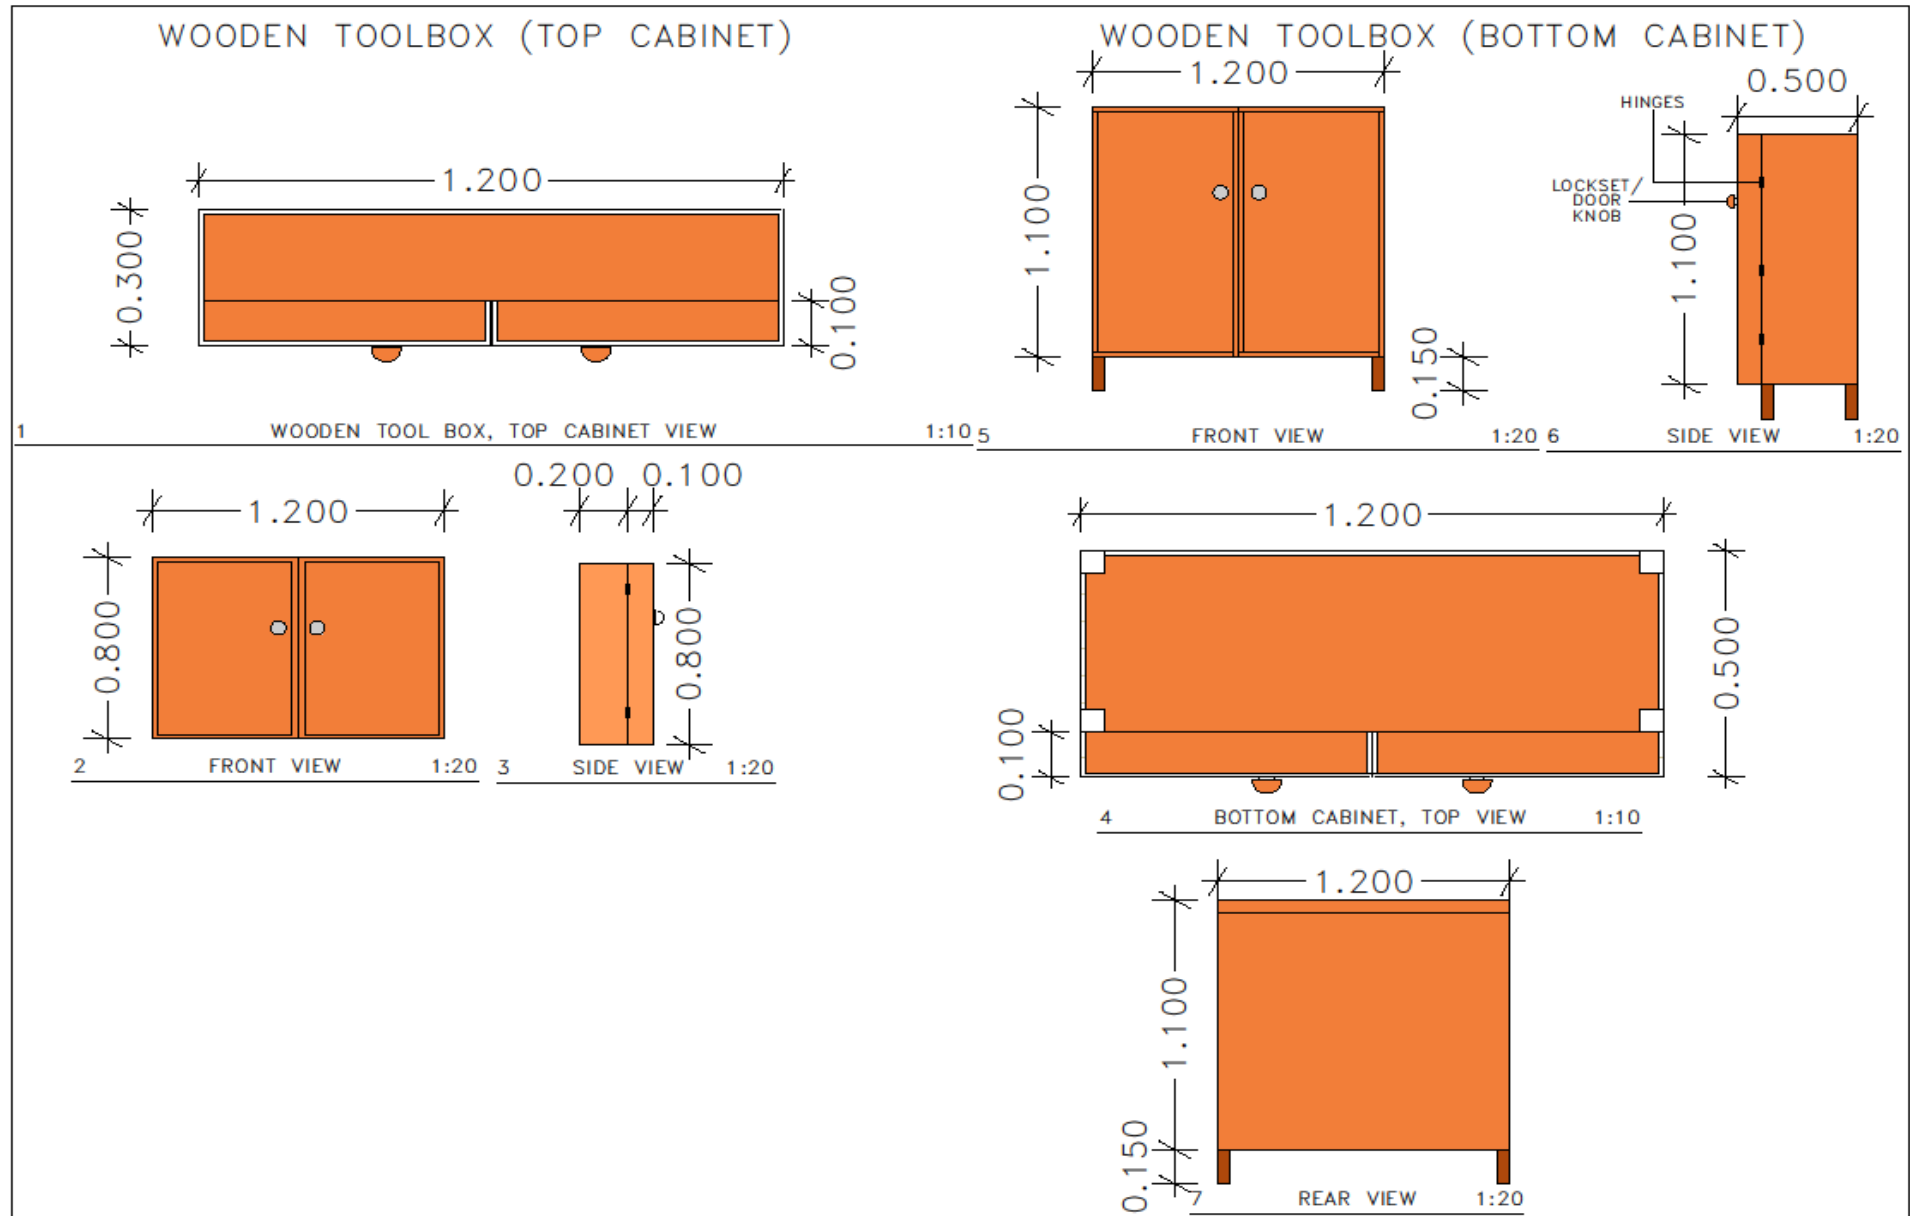 WOODEN TOOLBOX (TOP CABINET)
1.200
0.300
0.100
1 WOODEN TOOL BOX, TOP CABINET VIEW 1:10
1.200
0.800
2 FRONT VIEW 1:20
0.200 0.100
0.800
3 SIDE VIEW 1:20
WOODEN TOOLBOX (BOTTOM CABINET)
1.200
1.100
0.150
5 FRONT VIEW 1:20
0.500
HINGES
LOCKSET/
DOOR
KNOB
1.100
6 SIDE VIEW 1:20
1.200
0.500
0.100
4 BOTTOM CABINET, TOP VIEW 1:10
1.200
1.100
0.150
7 REAR VIEW 1:20